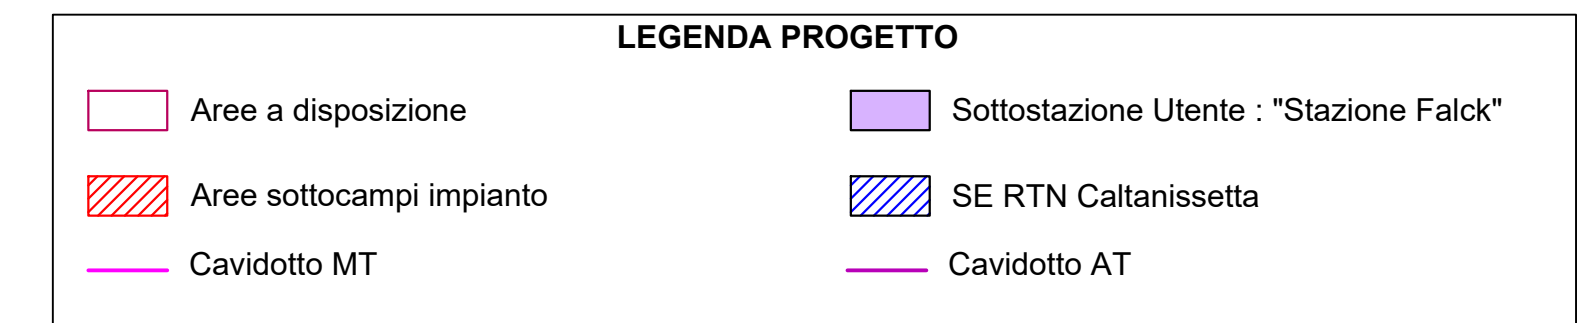 LEGENDA PROGETTO
Aree a disposizione
Sottostazione Utente : "Stazione Falck"
Aree sottocampi impianto
SE RTN Caltanissetta
Cavidotto MT
Cavidotto AT